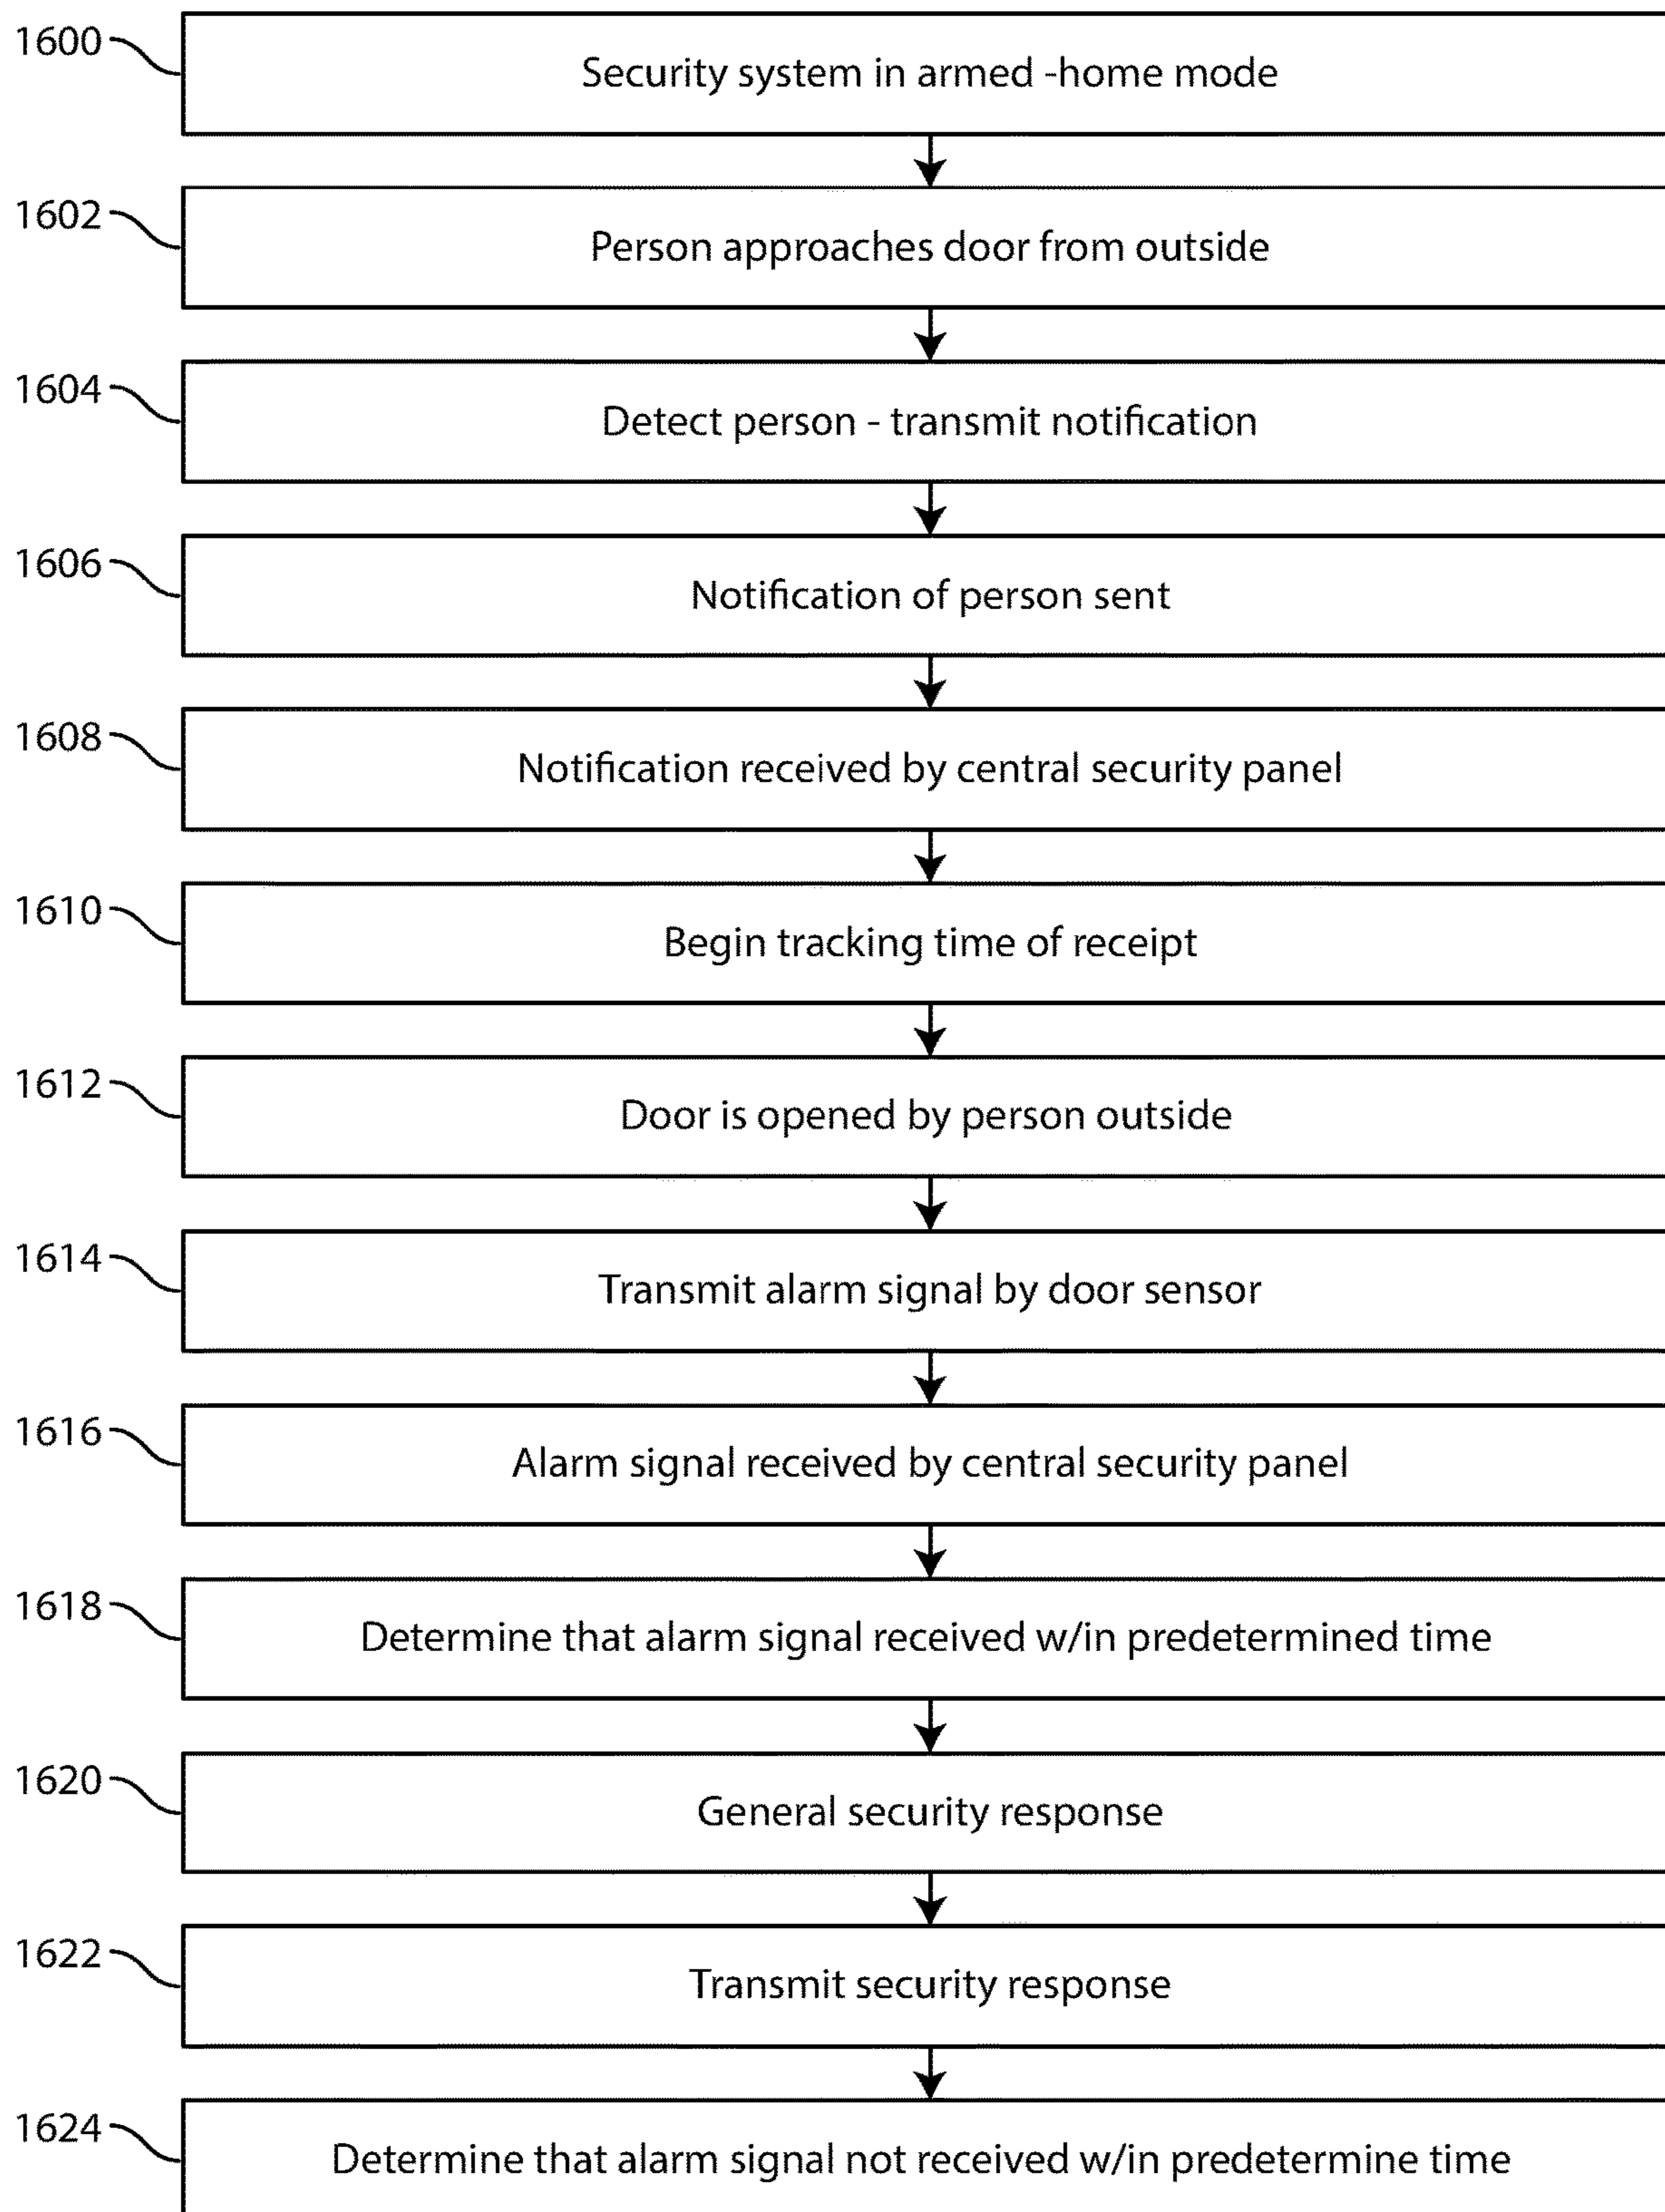 1600
Security system in armed -home mode
1602
Person approaches door from outside
1604
Detect person - transmit notification
1606
Notification of person sent
1608
Notification received by central security panel
1610
Begin tracking time of receipt
1612
Door is opened by person outside
1614
Transmit alarm signal by door sensor
1616
Alarm signal received by central security panel
1618
Determine that alarm signal received w/in predetermined time
1620
General security response
1622
Transmit security response
1624
Determine that alarm signal not received w/in predetermine time